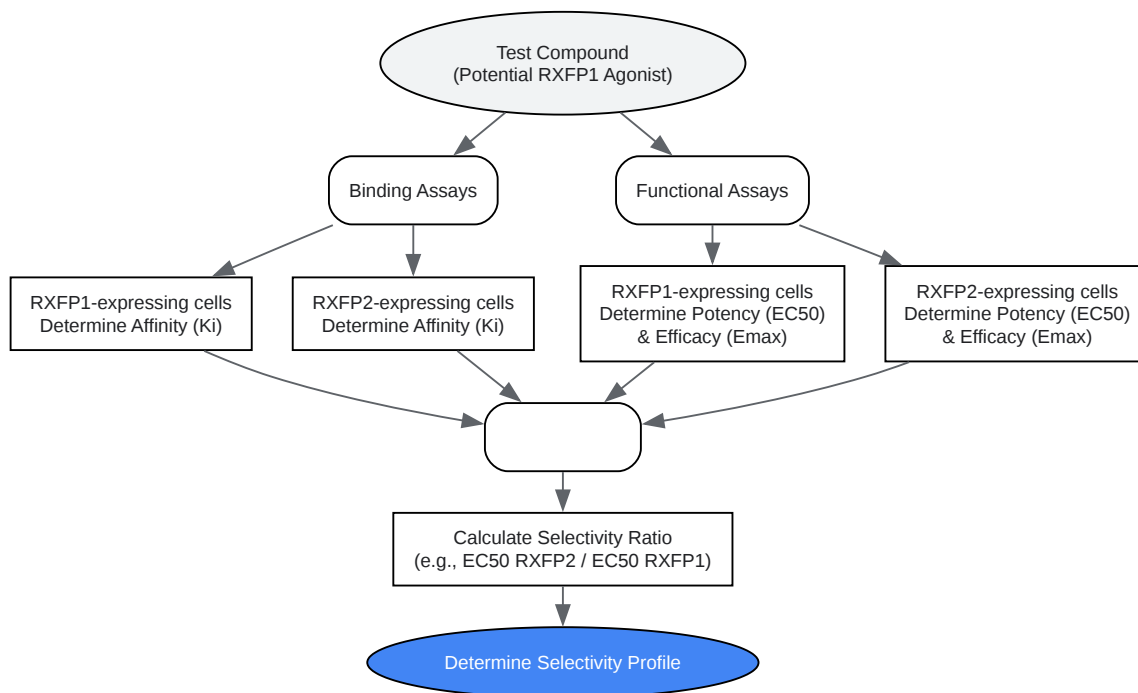 Test Compound
(Potential RXFP1 Agonist)
Binding Assays
Functional Assays
RXFP1-expressing cells
Determine Affinity (Ki)
RXFP2-expressing cells
Determine Affinity (Ki)
RXFP1-expressing cells
Determine Potency (EC50)
& Efficacy (Emax)
RXFP2-expressing cells
Determine Potency (EC50)
& Efficacy (Emax)
Calculate Selectivity Ratio
(e.g., EC50 RXFP2 / EC50 RXFP1)
Determine Selectivity Profile